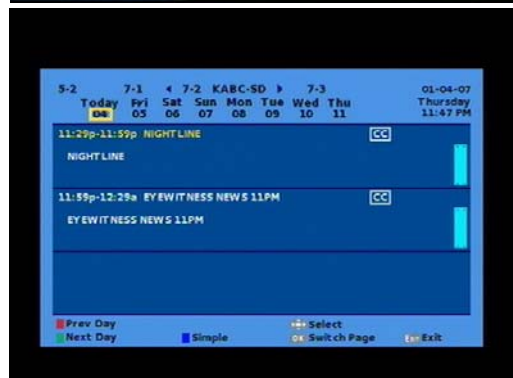 5-2 7-1 7-2 KABC-SD 7-3 01-04-07
Today Fri Sat Sun Mon Tue Wed Thu Thursday
04 05 06 07 08 09 10 11 11:47 PM
11:29p-11:59p NIGHTLINE CC
NIGHTLINE
11:59p-12:29a EYEWITNESS NEWS 11PM CC
EYEWITNESS NEWS 11PM
Prev Day Select
Next Day Simple OK Switch Page Exit